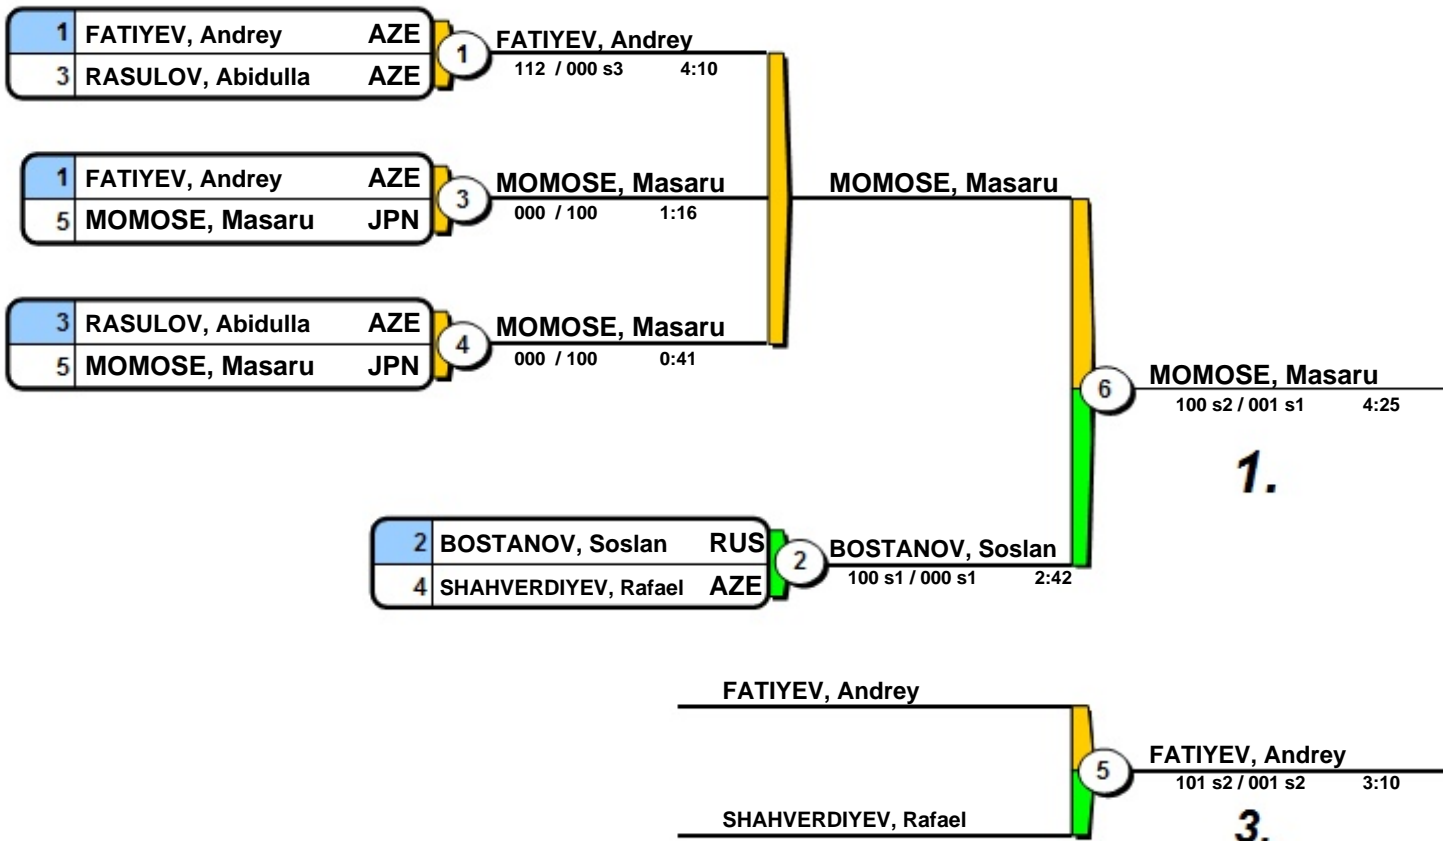 1 FATIYEV, Andrey AZE
3 RASULOV, Abidulla AZE
1
FATIYEV, Andrey
112 / 000 s3 4:10
1 FATIYEV, Andrey AZE
5 MOMOSE, Masaru JPN
3
MOMOSE, Masaru
000 / 100 1:16
MOMOSE, Masaru
3 RASULOV, Abidulla AZE
5 MOMOSE, Masaru JPN
4
MOMOSE, Masaru
000 / 100 0:41
6
MOMOSE, Masaru
100 s2 / 001 s1 4:25
1.
2 BOSTANOV, Soslan RUS
4 SHAHVERDIYEV, Rafael AZE
2
BOSTANOV, Soslan
100 s1 / 000 s1 2:42
FATIYEV, Andrey
SHAHVERDIYEV, Rafael
5
FATIYEV, Andrey
101 s2 / 001 s2 3:10
3.